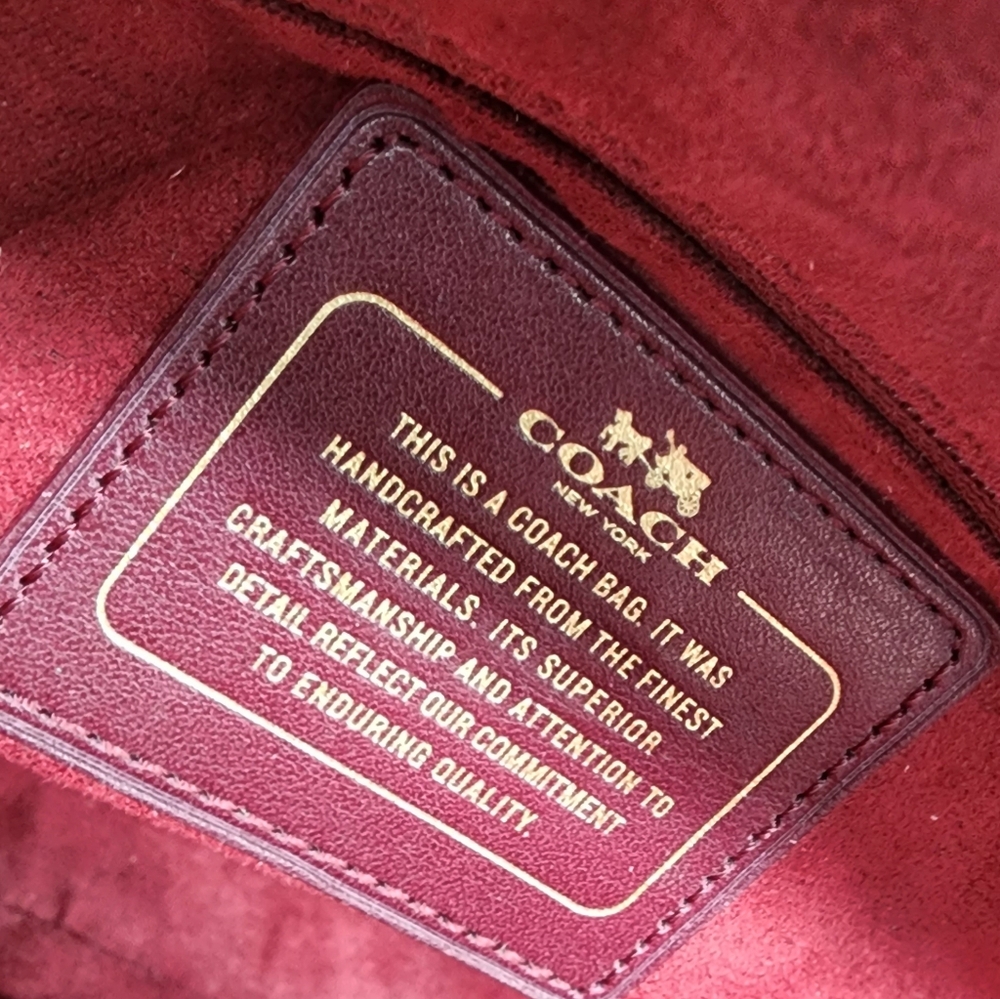 COACH
NEW YORK
THIS IS A COACH BAG. IT WAS
HANDCRAFTED FROM THE FINEST
MATERIALS. ITS SUPERIOR
CRAFTSMANSHIP AND ATTENTION TO
DETAIL REFLECT OUR COMMITMENT
TO ENDURING QUALITY.